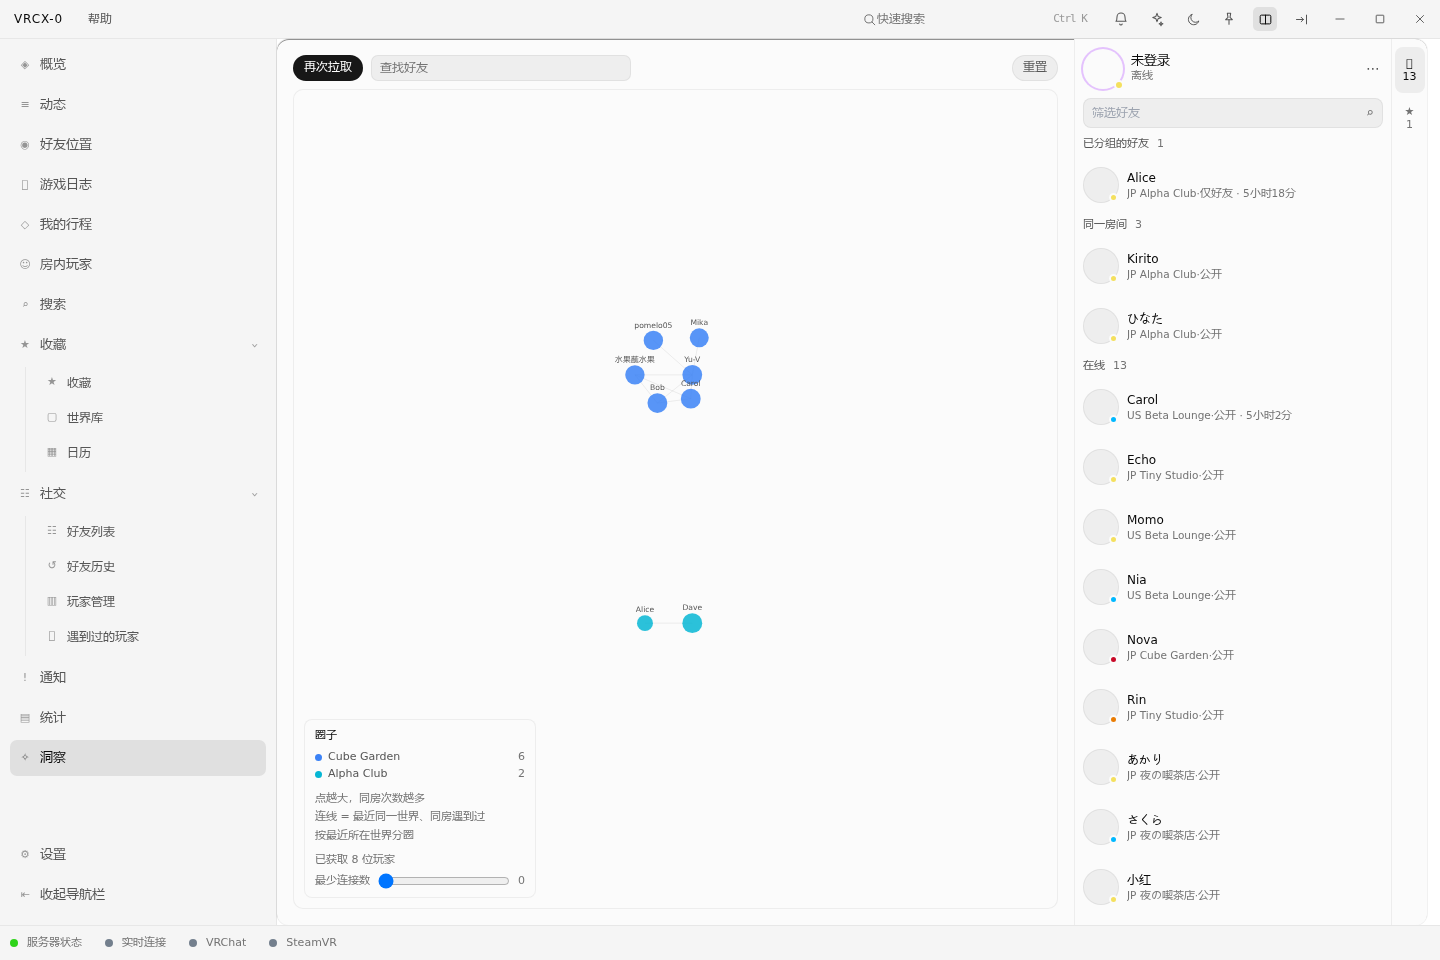 VRCX-0
帮助
快速搜索
Ctrl K
概览
动态
好友位置
游戏日志
我的行程
房内玩家
搜索
收藏
收藏
世界库
日历
社交
好友列表
好友历史
玩家管理
遇到过的玩家
通知
统计
洞察
设置
收起导航栏
再次拉取
查找好友
重置
pomelo05
Mika
水果蘸水果
Yu-V
Bob
Carol
Alice
Dave
圈子
Cube Garden 6
Alpha Club 2
点越大，同房次数越多
连线 = 最近同一世界、同房遇到过
按最近所在世界分圈
已获取 8 位玩家
最少连接数 0
未登录
离线
筛选好友
已分组的好友 1
Alice
JP Alpha Club·仅好友 · 5小时18分
同一房间 3
Kirito
JP Alpha Club·公开
ひなた
JP Alpha Club·公开
在线 13
Carol
US Beta Lounge·公开 · 5小时2分
Echo
JP Tiny Studio·公开
Momo
US Beta Lounge·公开
Nia
US Beta Lounge·公开
Nova
JP Cube Garden·公开
Rin
JP Tiny Studio·公开
あかり
JP 夜の喫茶店·公开
さくら
JP 夜の喫茶店·公开
小红
JP 夜の喫茶店·公开
13
1
服务器状态
实时连接
VRChat
SteamVR